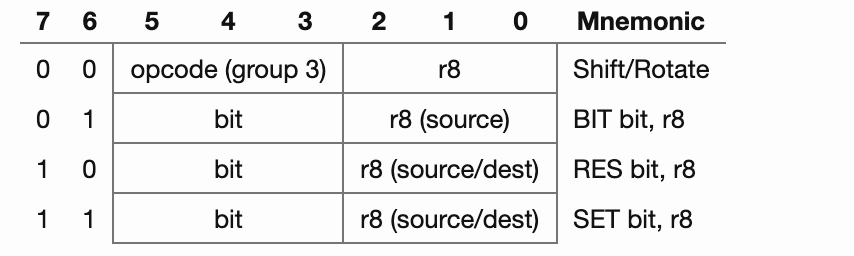 7 6 5 4 3 2 1 0 Mnemonic
0 0 opcode (group 3) r8 Shift/Rotate
0 1 bit r8 (source) BIT bit, r8
1 0 bit r8 (source/dest) RES bit, r8
1 1 bit r8 (source/dest) SET bit, r8